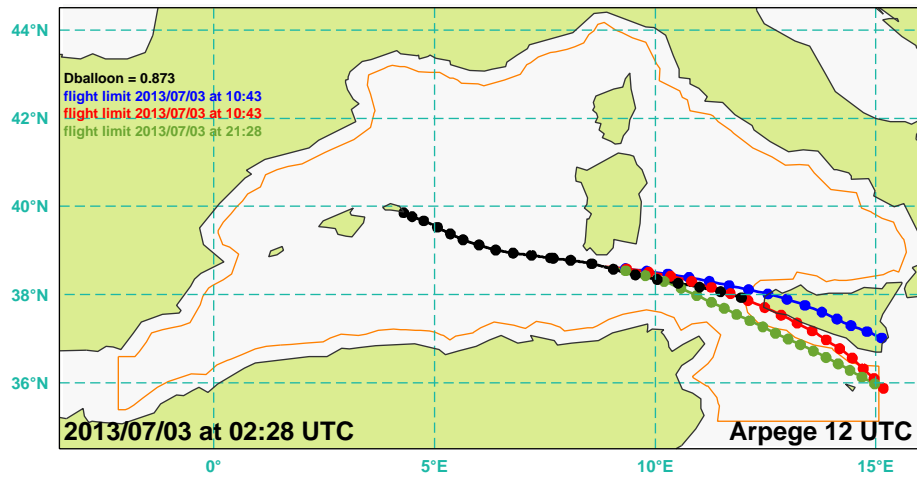 44°N
42°N
40°N
38°N
36°N
Dballoon = 0.873
flight limit 2013/07/03 at 10:43
flight limit 2013/07/03 at 10:43
flight limit 2013/07/03 at 21:28
2013/07/03 at 02:28 UTC
Arpege 12 UTC
0°
5°E
10°E
15°E